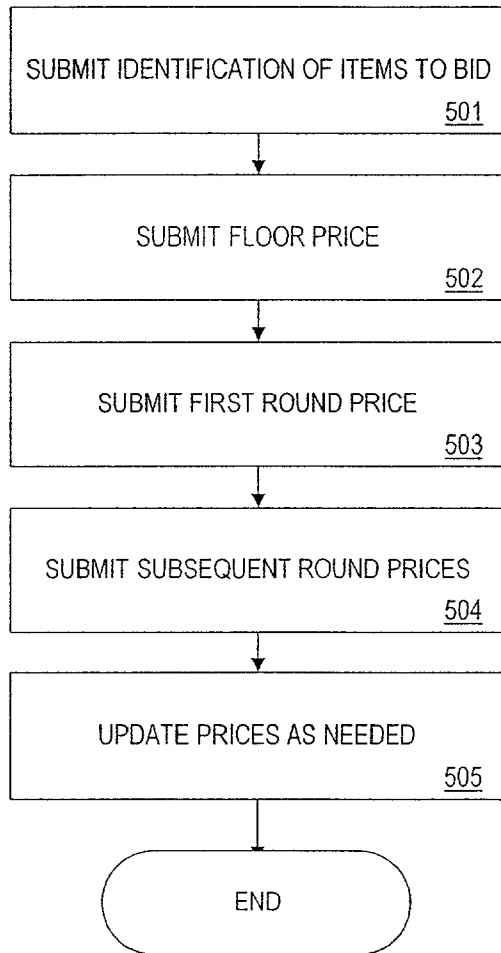 SUBMIT IDENTIFICATION OF ITEMS TO BID
501
SUBMIT FLOOR PRICE
502
SUBMIT FIRST ROUND PRICE
503
SUBMIT SUBSEQUENT ROUND PRICES
504
UPDATE PRICES AS NEEDED
505
END